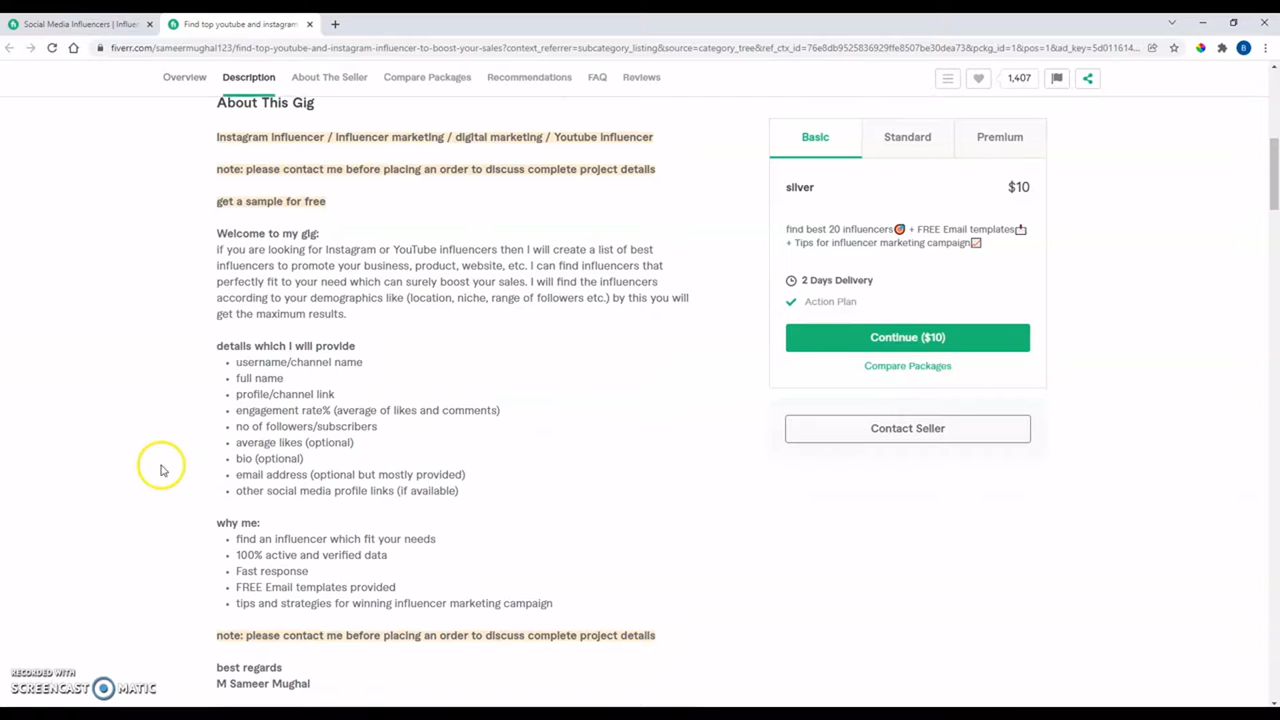 Social Media Influencers | Influen
Find top youtube and instagram
fiverr.com/sameermughal123/find-top-youtube-and-instagram-influencer-to-boost-your-sales?context_referrer=subcategory_listing&source=category_tree&ref_ctx_id=76e8db9525836929ffe8507be30dea73&pckg_id=1&pos=1&ad_key=5d011614...
B
Overview
Description
About The Seller
Compare Packages
Recommendations
FAQ
Reviews
1,407
About This Gig
Instagram Influencer / influencer marketing / digital marketing / Youtube Influencer
note: please contact me before placing an order to discuss complete project details
get a sample for free
Welcome to my gig:
if you are looking for Instagram or YouTube influencers then I will create a list of best
influencers to promote your business, product, website, etc. I can find influencers that
perfectly fit to your need which can surely boost your sales. I will find the influencers
according to your demographics like (location, niche, range of followers etc.) by this you will
get the maximum results.
details which I will provide
• username/channel name
• full name
• profile/channel link
• engagement rate% (average of likes and comments)
• no of followers/subscribers
• average likes (optional)
• bio (optional)
• email address (optional but mostly provided)
• other social media profile links (if available)
why me:
• find an influencer which fit your needs
• 100% active and verified data
• Fast response
• FREE Email templates provided
• tips and strategies for winning influencer marketing campaign
note: please contact me before placing an order to discuss complete project details
best regards
M Sameer Mughal
Basic
Standard
Premium
silver
$10
find best 20 influencers🎯 + FREE Email templates📩
+ Tips for influencer marketing campaign📈
2 Days Delivery
Action Plan
Continue ($10)
Compare Packages
Contact Seller
RECORDED WITH
SCREENCAST MATIC